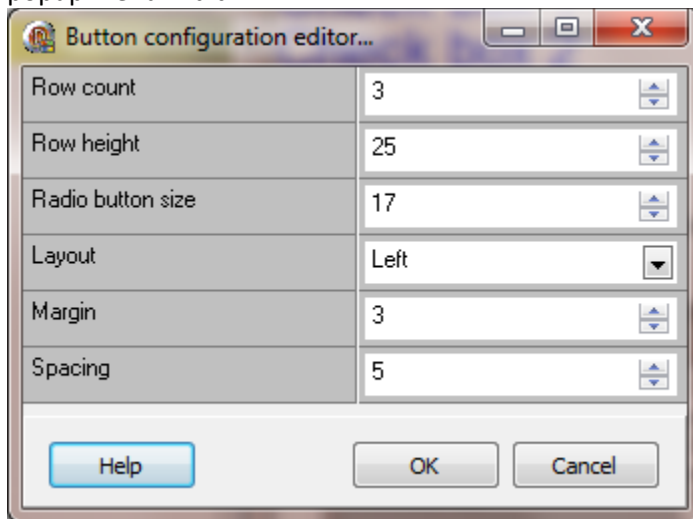 Button configuration editor...
Row count 3
Row height 25
Radio button size 17
Layout Left
Margin 3
Spacing 5
Help OK Cancel